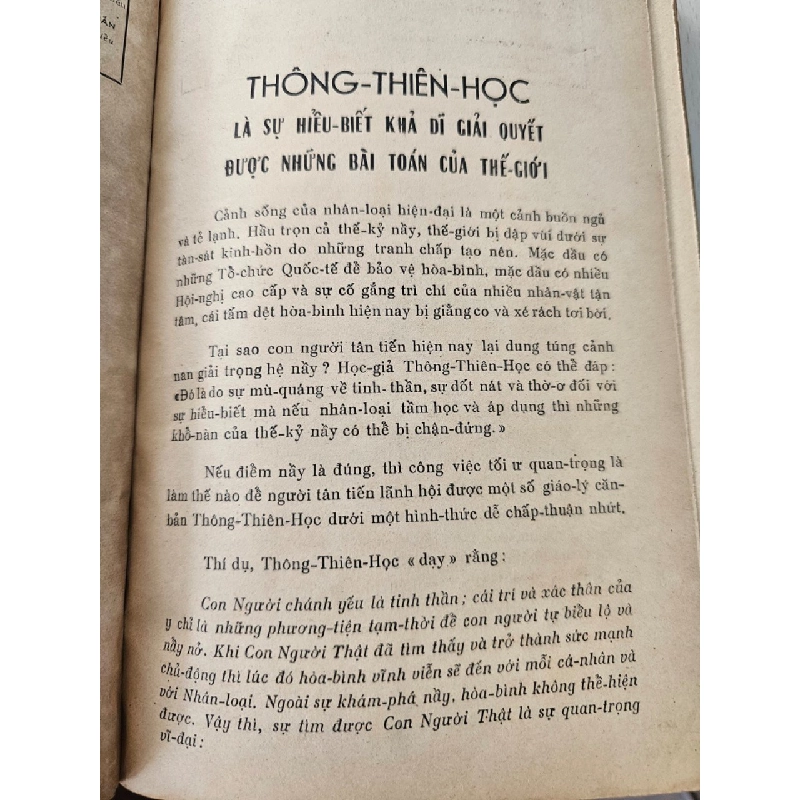 THÔNG-THIÊN-HỌC
LÀ SỰ HIỂU-BIẾT KHẢ DĨ GIẢI QUYẾT
ĐƯỢC NHỮNG BÀI TOÁN CỦA THẾ-GIỚI
Cảnh sống của nhân-loại hiện-đại là một cảnh buồn ngủ
và tẻ lạnh. Hầu trọn cả thế-kỷ nầy, thế-giới bị dập vùi dưới sự
tàn-sát kinh-hồn do những tranh chấp tạo nên. Mặc dầu có
những Tổ-chức Quốc-tế để bảo vệ hòa-bình, mặc dầu có nhiều
Hội-nghị cao cấp và sự cố gắng trì chí của nhiều nhân-vật tận
tâm, cái tấm dệt hòa-bình hiện nay bị giằng co và xé rách tơi bời.
Tại sao con người tân tiến hiện nay lại dung túng cảnh
nan giải trọng hệ nầy ? Học-giả Thông-Thiên-Học có thể đáp :
«Đó là do sự mù-quáng về tinh-thần, sự dốt nát và thờ-ơ đối với
sự hiểu-biết mà nếu nhân-loại tầm học và áp dụng thì những
khổ-nàn của thế-kỷ nầy có thể bị chận-đứng.»
Nếu điểm nầy là đúng, thì công việc tối ư quan-trọng là
làm thế nào để người tân tiến lãnh hội được một số giáo-lý căn-
bản Thông-Thiên-Học dưới một hình-thức dễ chấp-thuận nhứt.
Thí dụ, Thông-Thiên-Học «dạy» rằng :
Con Người chánh yếu là tinh thần ; cái trí và xác thân của
y chỉ là những phương-tiện tạm-thời để con người tự biểu lộ và
nẩy nở. Khi Con Người Thật đã tìm thấy và trở thành sức mạnh
chủ-động thì lúc đó hòa-bình vĩnh viễn sẽ đến với mỗi cá-nhân và
với Nhân-loại. Ngoài sự khám-phá nầy, hòa-bình không thể-hiện
được. Vậy thì, sự tìm được Con Người Thật là sự quan-trọng
vĩ-đại :